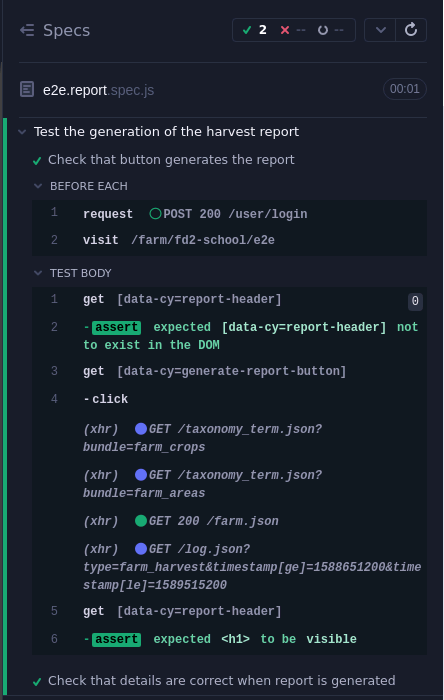 Specs
2 -- --
e2e.report.spec.js
00:01
Test the generation of the harvest report
Check that button generates the report
BEFORE EACH
1 request POST 200 /user/login
2 visit /farm/fd2-school/e2e
TEST BODY
1 get [data-cy=report-header] 0
2 -assert expected [data-cy=report-header] not
to exist in the DOM
3 get [data-cy=generate-report-button]
4 -click
(xhr) GET /taxonomy_term.json?
bundle=farm_crops
(xhr) GET /taxonomy_term.json?
bundle=farm_areas
(xhr) GET 200 /farm.json
(xhr) GET /log.json?
type=farm_harvest&timestamp[ge]=1588651200&time
stamp[le]=1589515200
5 get [data-cy=report-header]
6 -assert expected <h1> to be visible
Check that details are correct when report is generated